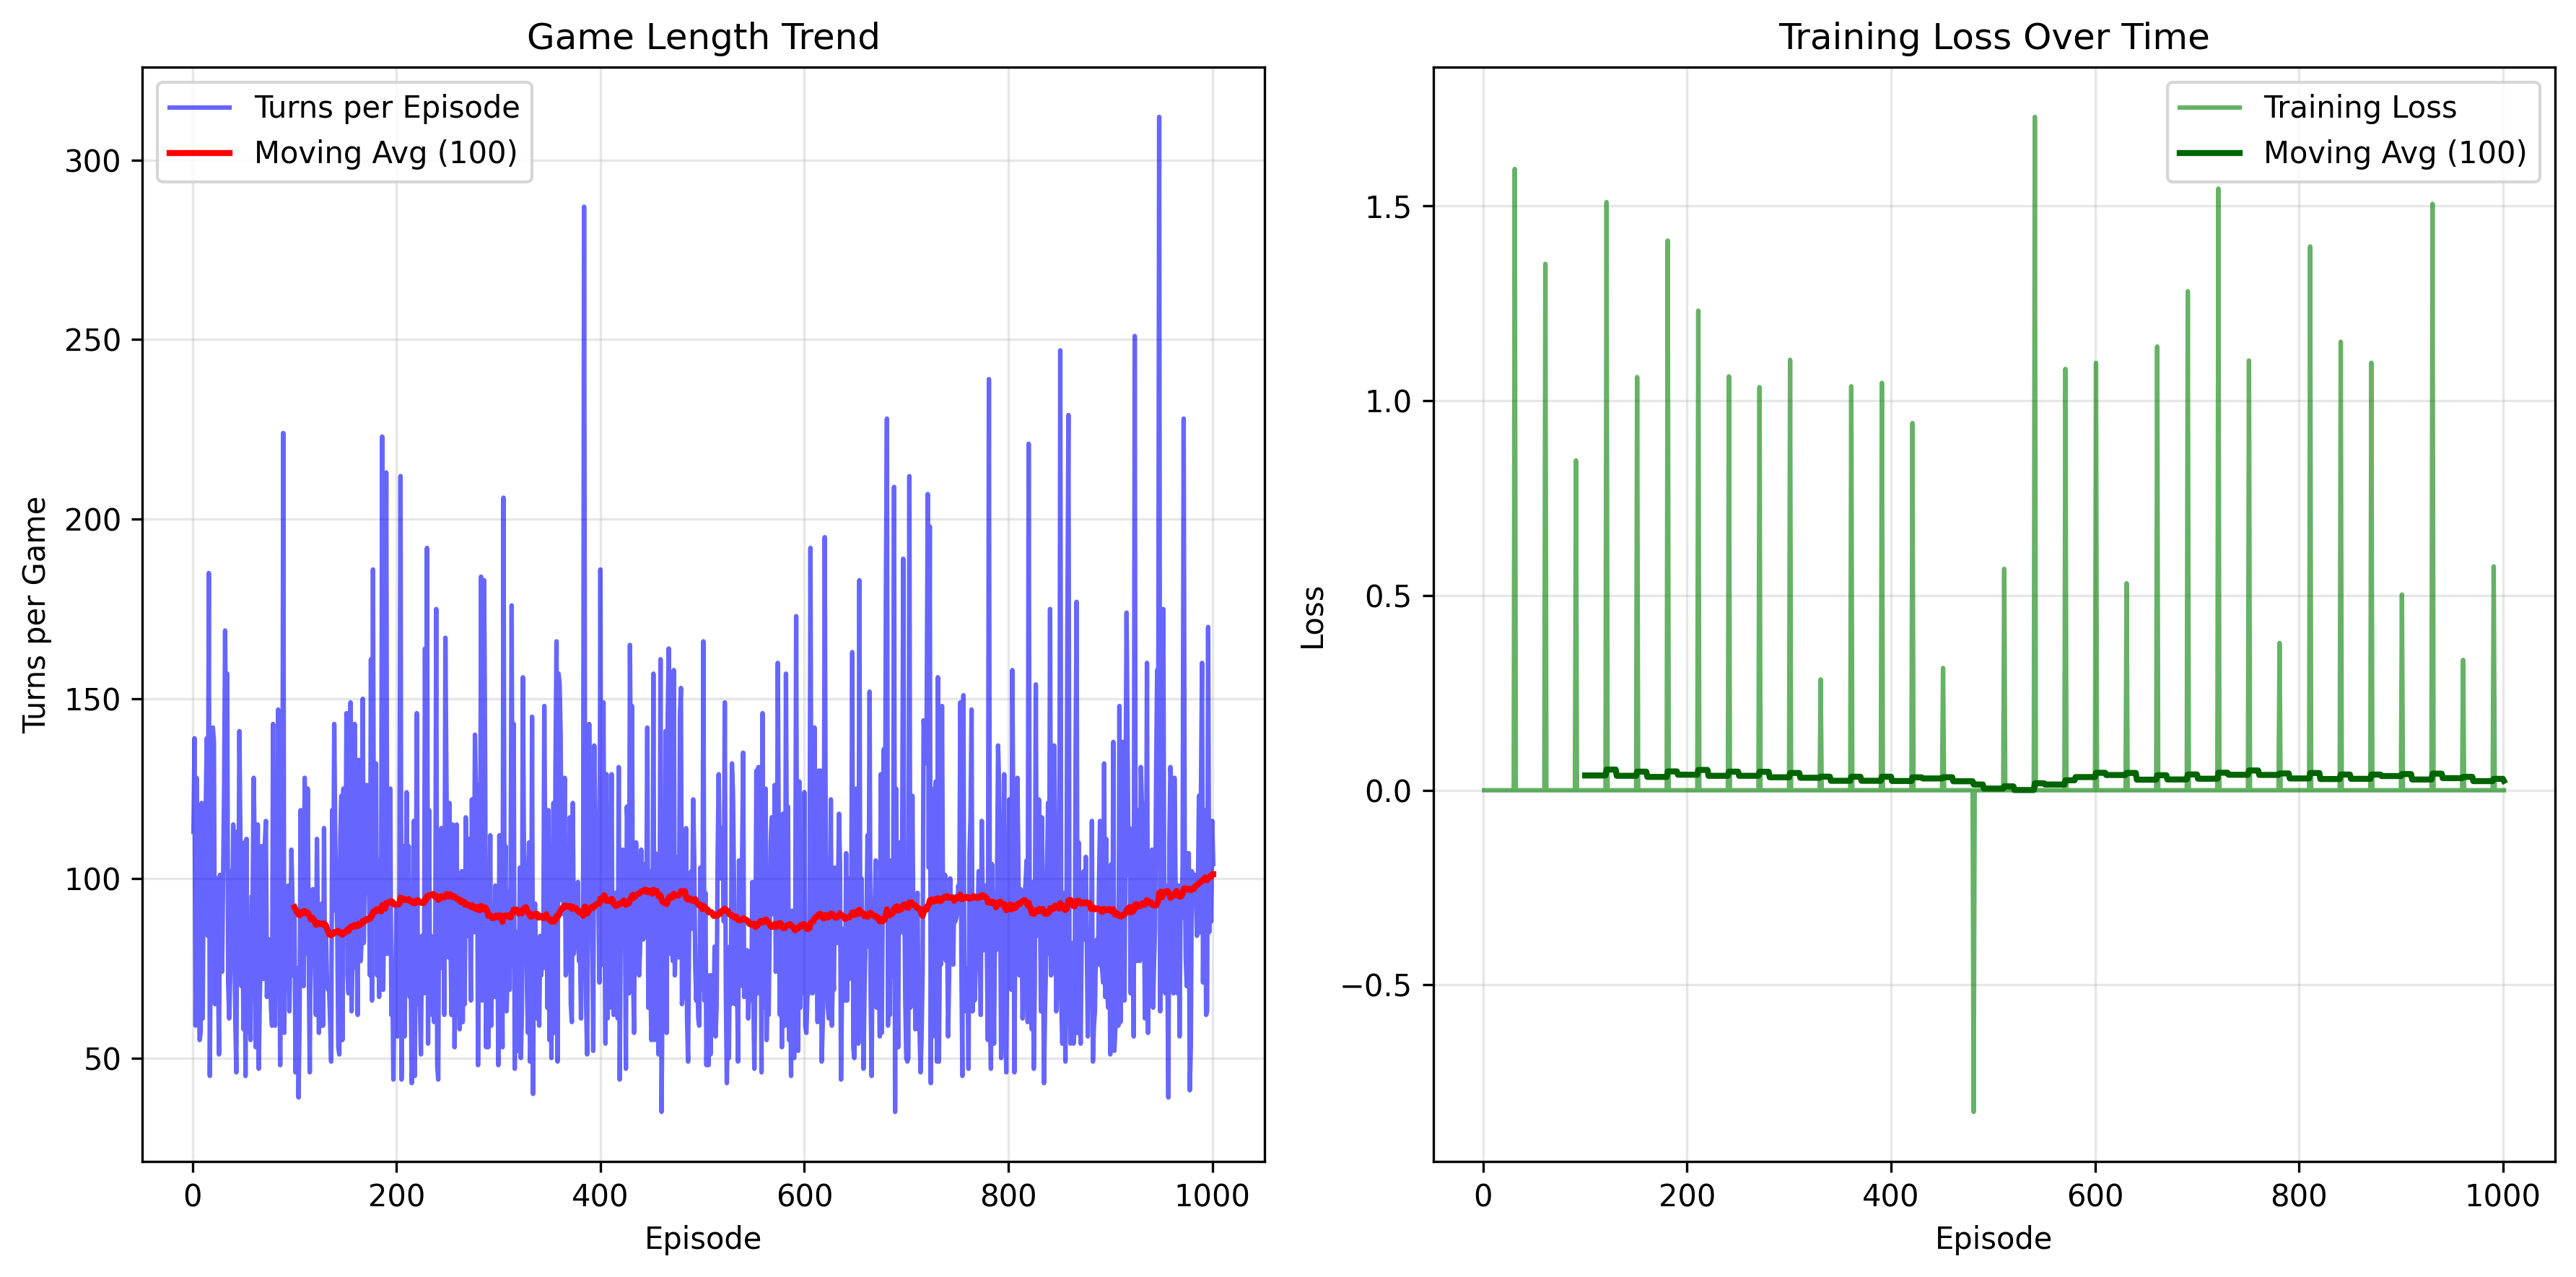 Game Length Trend
Turns per Episode
Moving Avg (100)
300
250
200
150
100
50
Turns per Game
0
200
400
600
800
1000
Episode
Training Loss Over Time
Training Loss
Moving Avg (100)
1.5
1.0
0.5
0.0
−0.5
Loss
0
200
400
600
800
1000
Episode